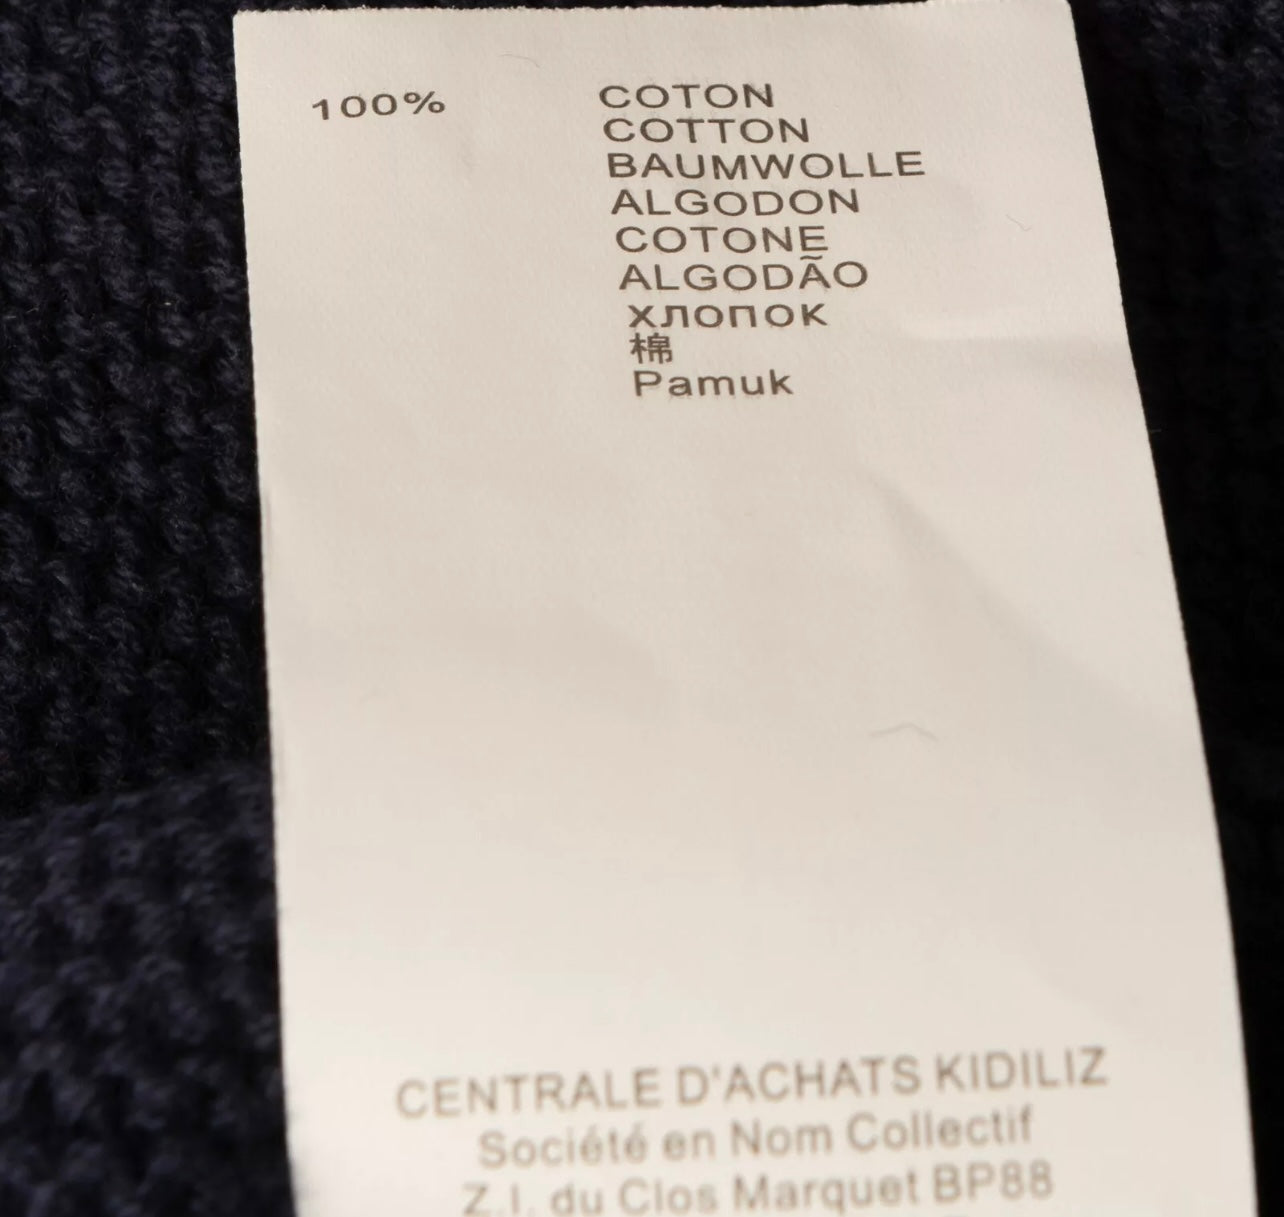 100% COTON
COTTON
BAUMWOLLE
ALGODON
COTONE
ALGODÃO
хлопок
棉
Pamuk
CENTRALE D'ACHATS KIDILIZ
Société en Nom Collectif
Z.I. du Clos Marquet BP88